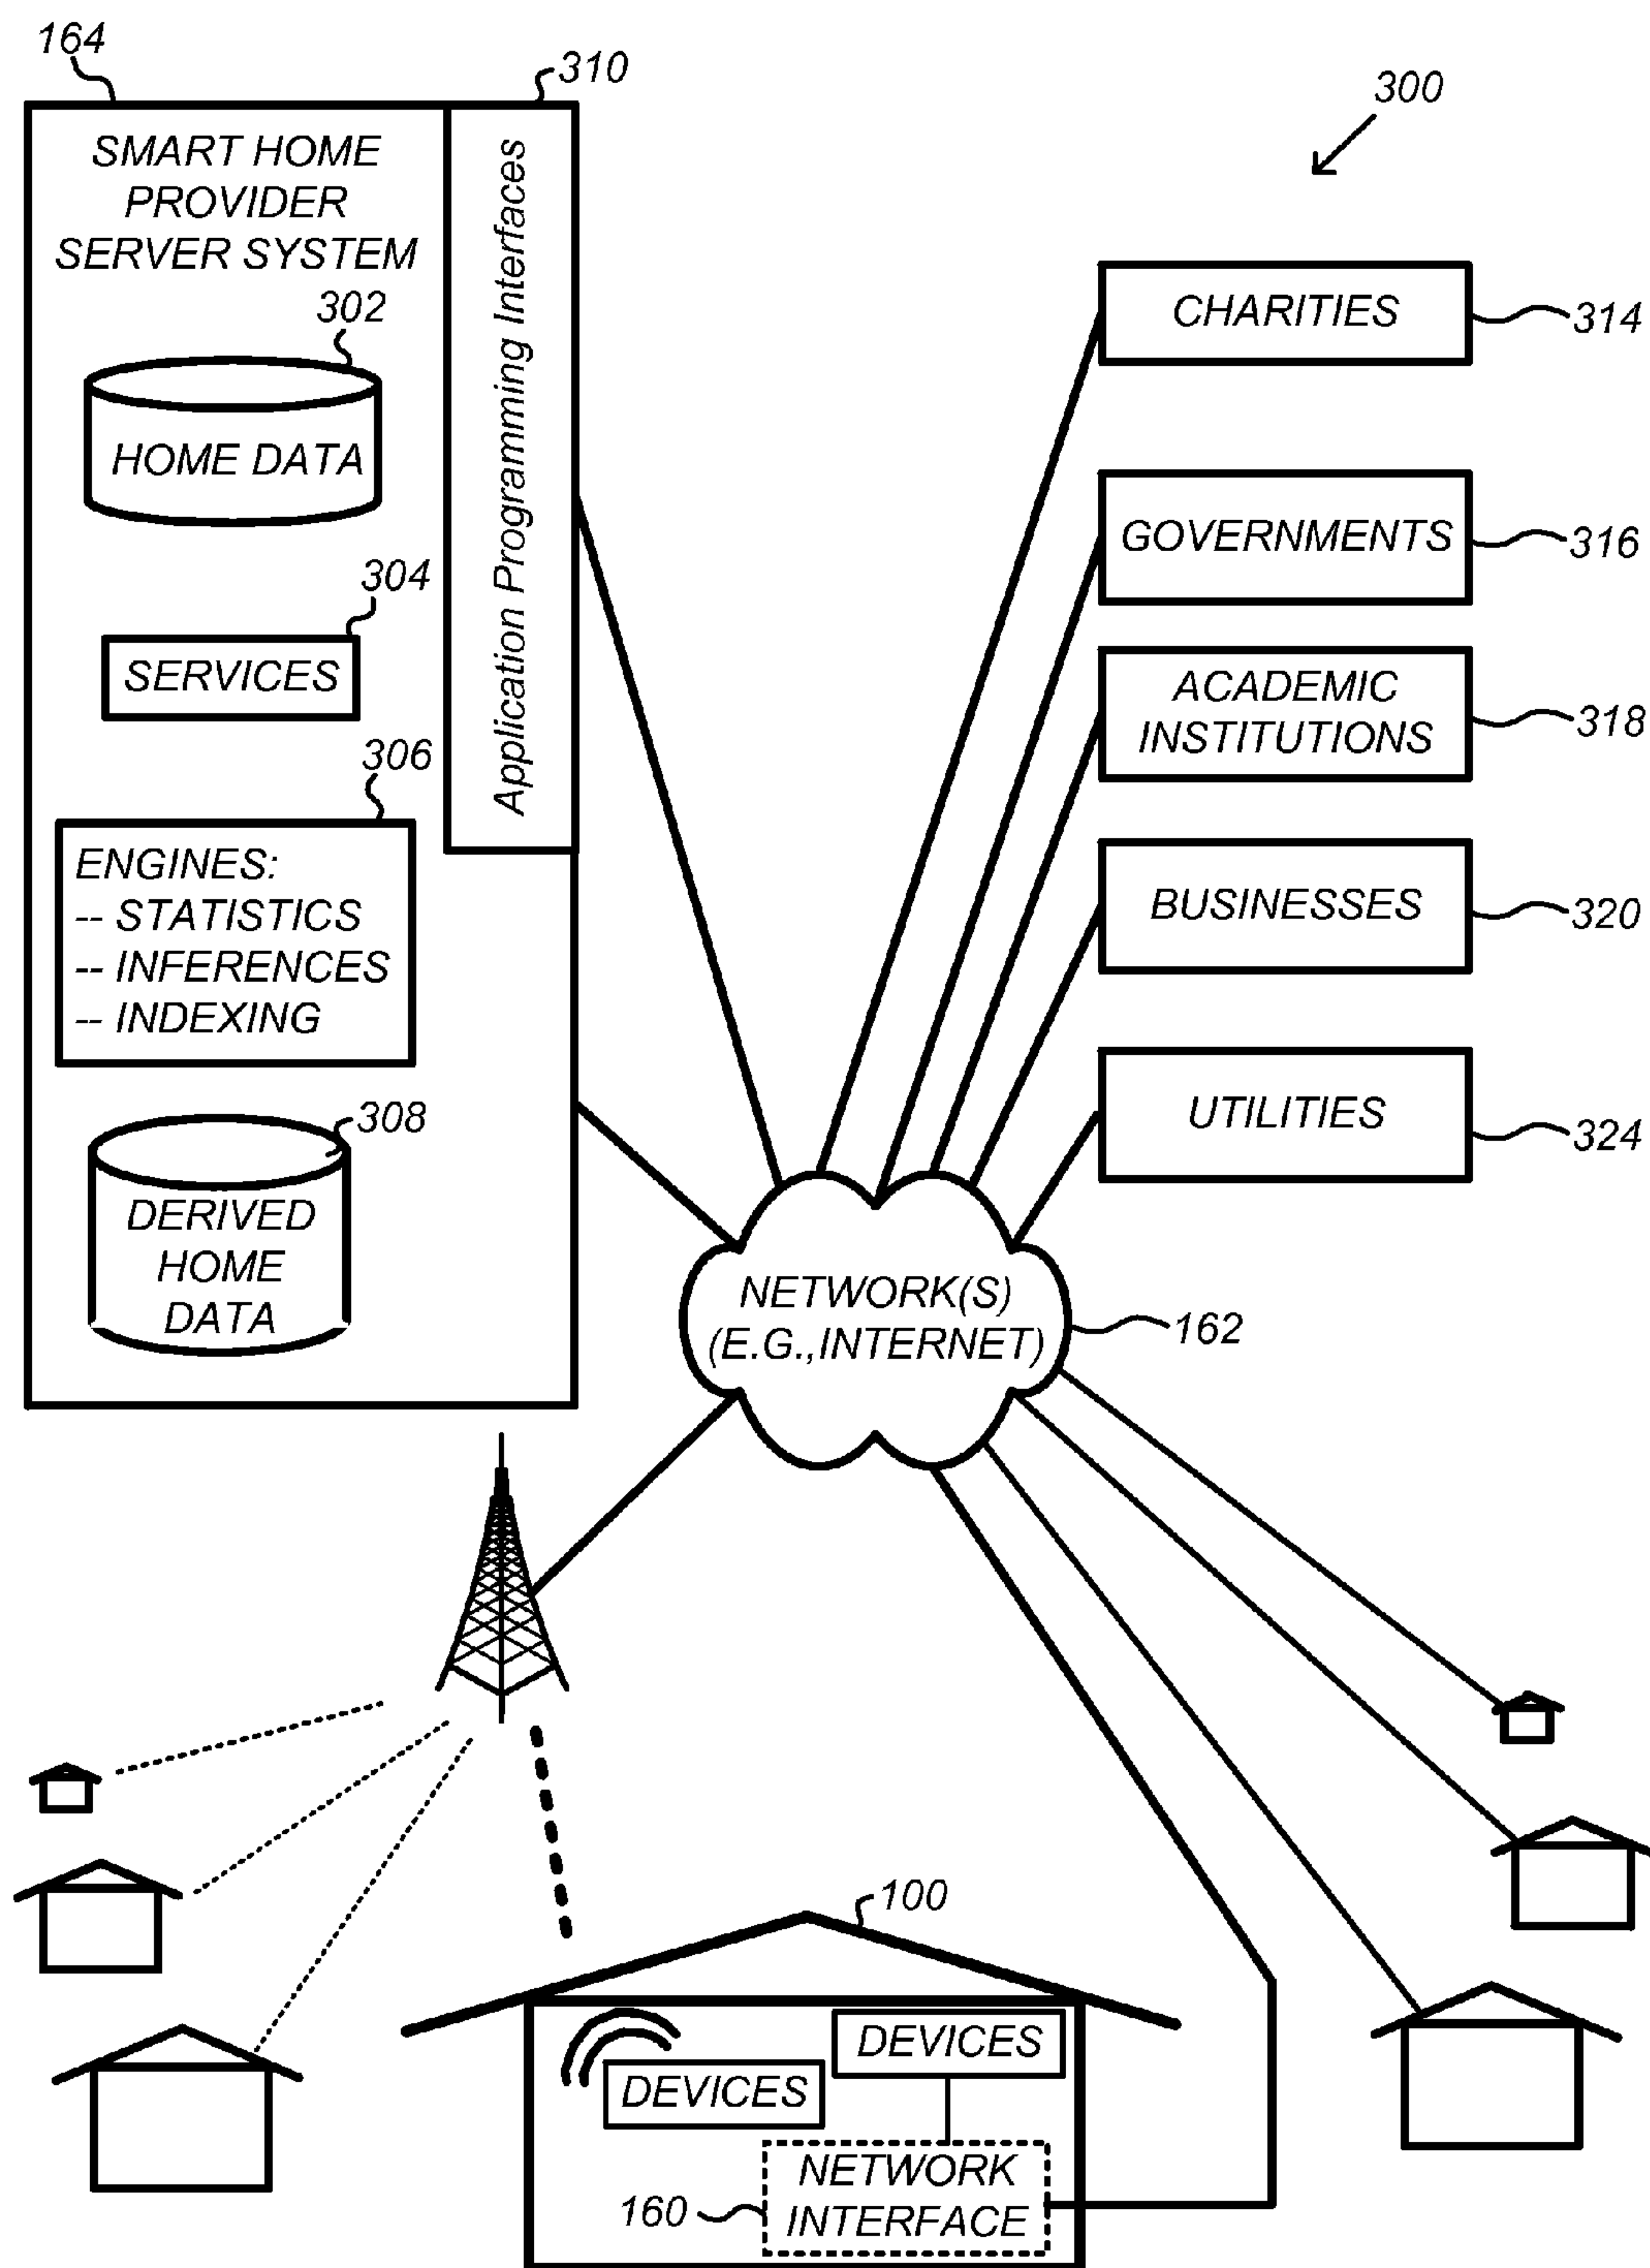 164
310
300
SMART HOME
PROVIDER
SERVER SYSTEM
302
HOME DATA
304
SERVICES
306
ENGINES:
-- STATISTICS
-- INFERENCES
-- INDEXING
308
DERIVED
HOME
DATA
Application Programming Interfaces
CHARITIES
314
GOVERNMENTS
316
ACADEMIC
INSTITUTIONS
318
BUSINESSES
320
UTILITIES
324
NETWORK(S)
(E.G.,INTERNET)
162
100
DEVICES
DEVICES
NETWORK
INTERFACE
160